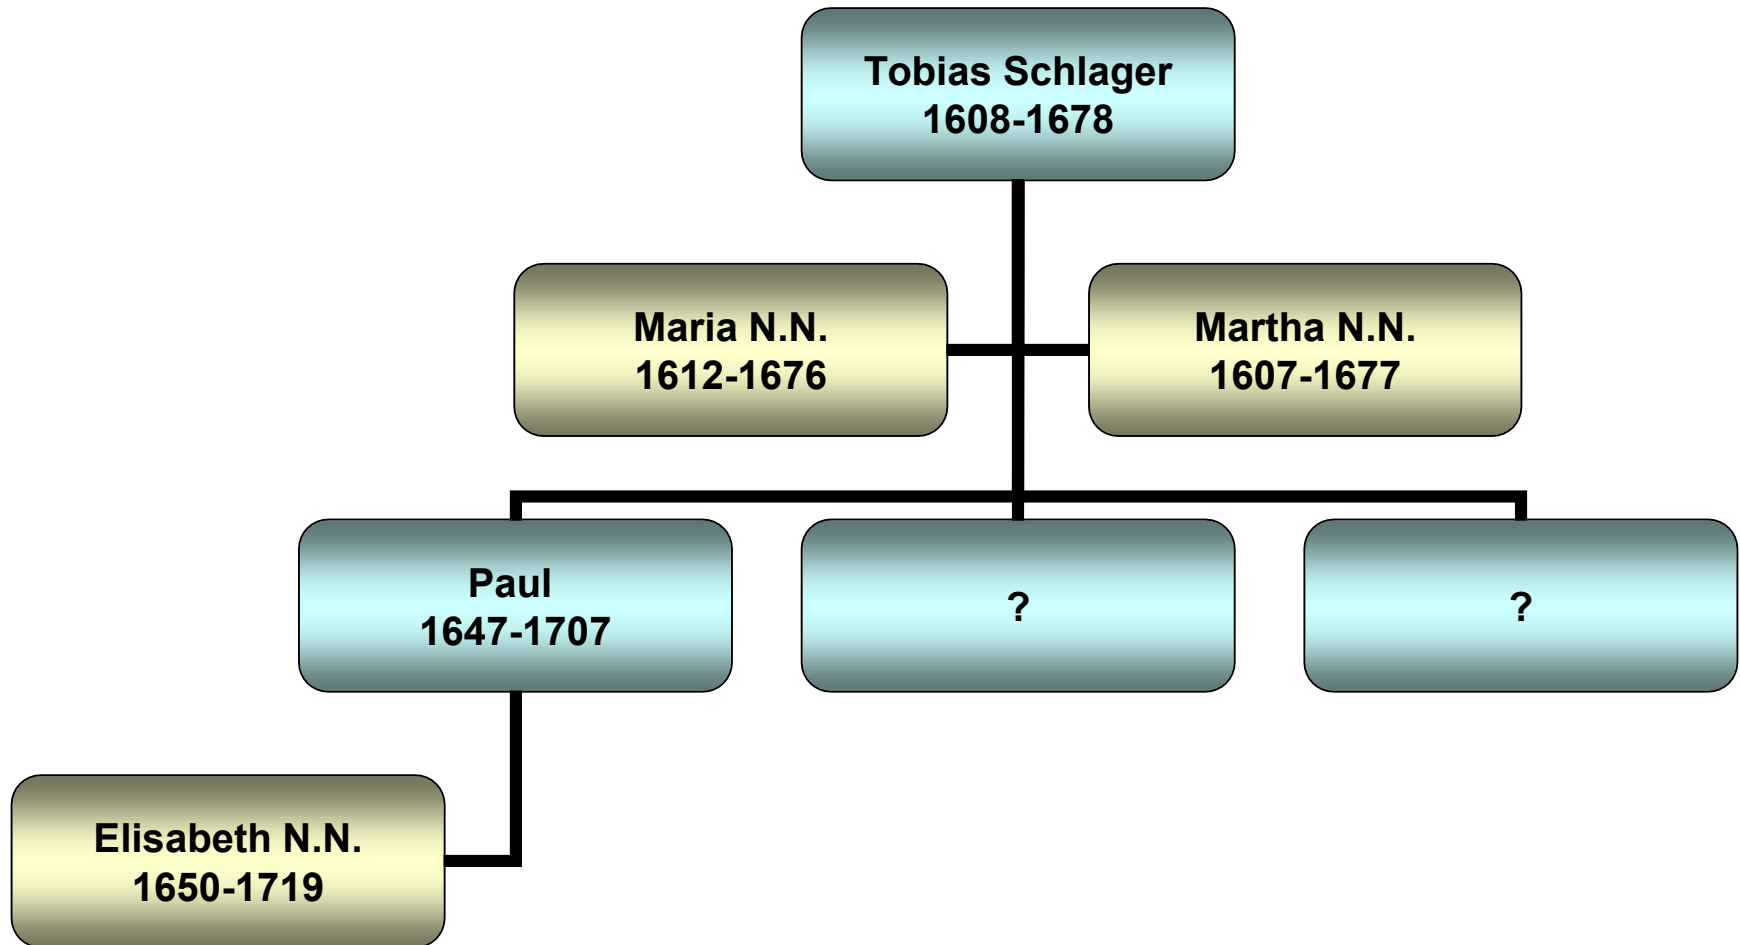 Tobias Schlager
1608-1678
Maria N.N.
1612-1676
Martha N.N.
1607-1677
Paul
1647-1707
?
?
Elisabeth N.N.
1650-1719